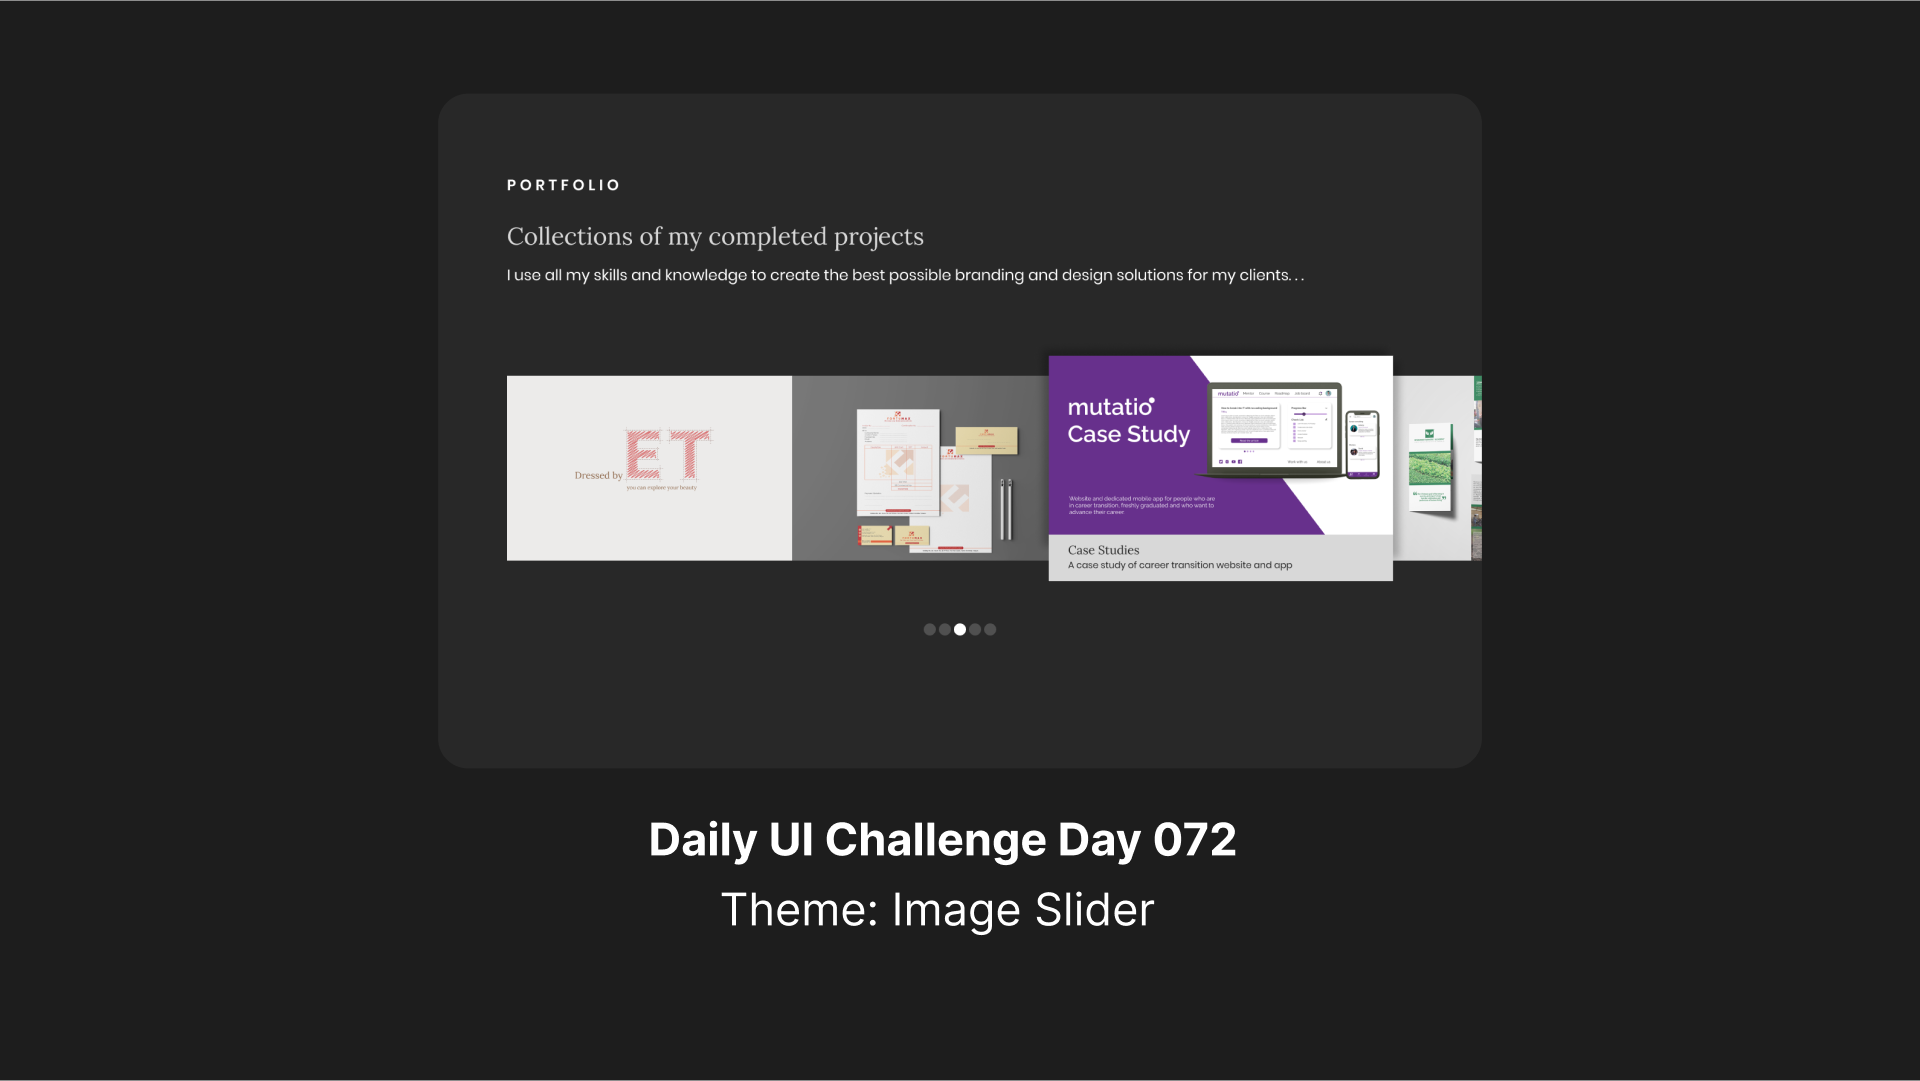 PORTFOLIO
Collections of my completed projects
I use all my skills and knowledge to create the best possible branding and design solutions for my clients. . .
ET
Dressed by
you can explore your beauty
mutatio
Case Study
mutatio
Website and dedicated mobile app for people who are
in career transition, freshly graduated and who want to
advance their career.
Case Studies
A case study of career transition website and app
Daily UI Challenge Day 072
Theme: Image Slider